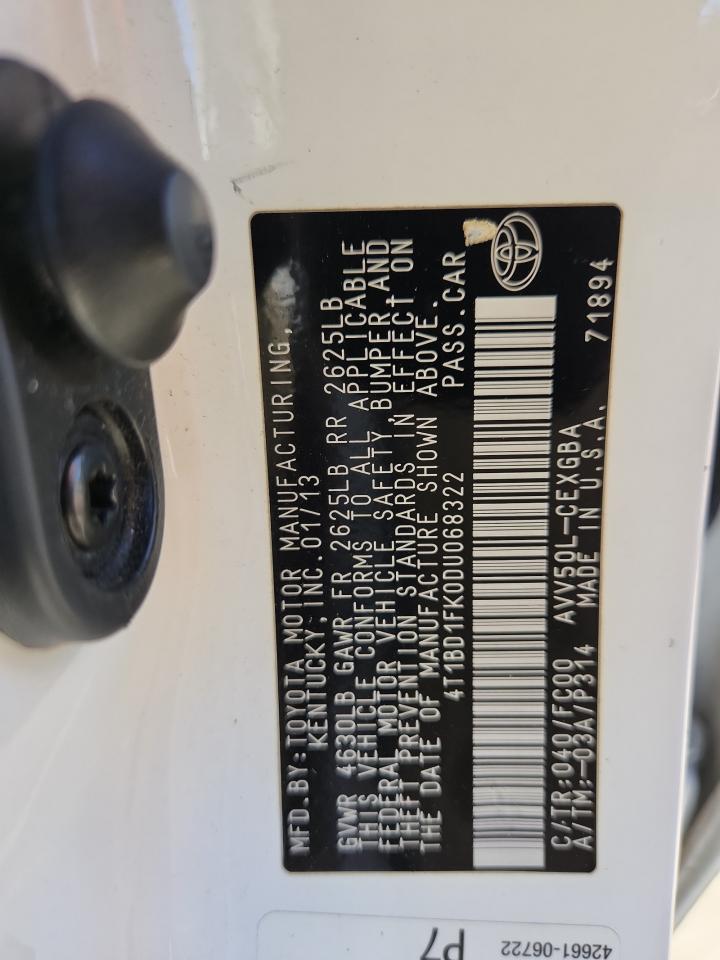 MFD.BY:TOYOTA MOTOR MANUFACTURING,
KENTUCKY,INC.01/13
GVWR 4630LB GAWR FR 2625LB RR 2625LB
THIS VEHICLE CONFORMS TO ALL APPLICABLE
FEDERAL MOTOR VEHICLE SAFETY,BUMPER,AND
THEFT PREVENTION STANDARDS IN EFFECT ON
THE DATE OF MANUFACTURE SHOWN ABOVE.
4T1BD1FK0DU068322 PASS.CAR
C/TR:040/FC00 AVV50L-CEXGBA
A/TM:-03A/P314 MADE IN U.S.A. 71894
P7
42661-06722